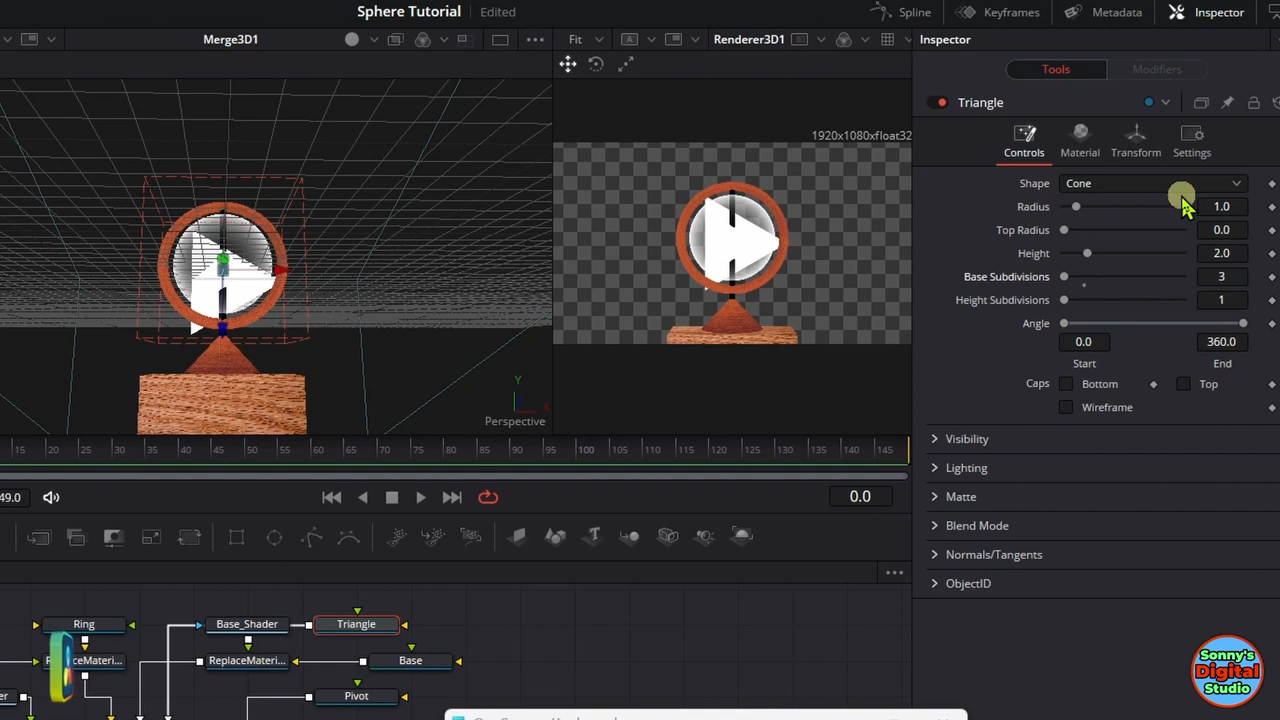 Sphere Tutorial Edited
Spline Keyframes Metadata Inspector
Merge3D1
Fit Renderer3D1
Inspector
Tools Modifiers
Triangle
1920x1080xfloat32
Controls Material Transform Settings
Shape Cone
Radius 1.0
Top Radius 0.0
Height 2.0
Base Subdivisions 3
Height Subdivisions 1
Angle
0.0 360.0
Start End
Caps Bottom Top
Wireframe
Y
X
Perspective
Visibility
15 20 25 30 35 40 45 50 55 60 65 70 75 80 85 90 95 100 105 110 115 120 125 130 135 140 145
Lighting
49.0 0.0
Matte
Blend Mode
Normals/Tangents
ObjectID
Ring Base_Shader Triangle
ReplaceMateri... Base
Pivot
Sonny's
Digital
Studio